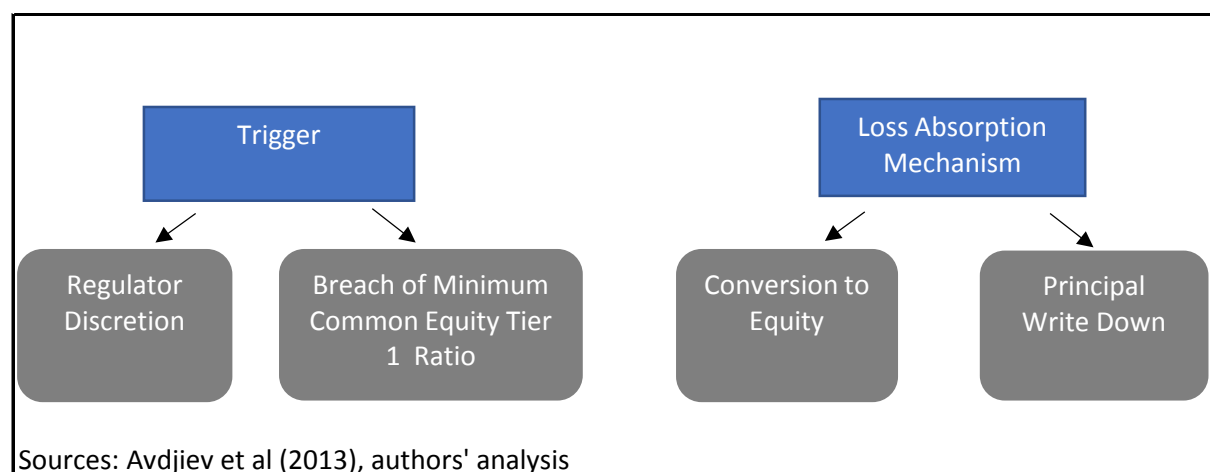 Trigger
Loss Absorption
Mechanism
Regulator
Discretion
Breach of Minimum
Common Equity Tier
1 Ratio
Conversion to
Equity
Principal
Write Down
Sources: Avdjiev et al (2013), authors' analysis